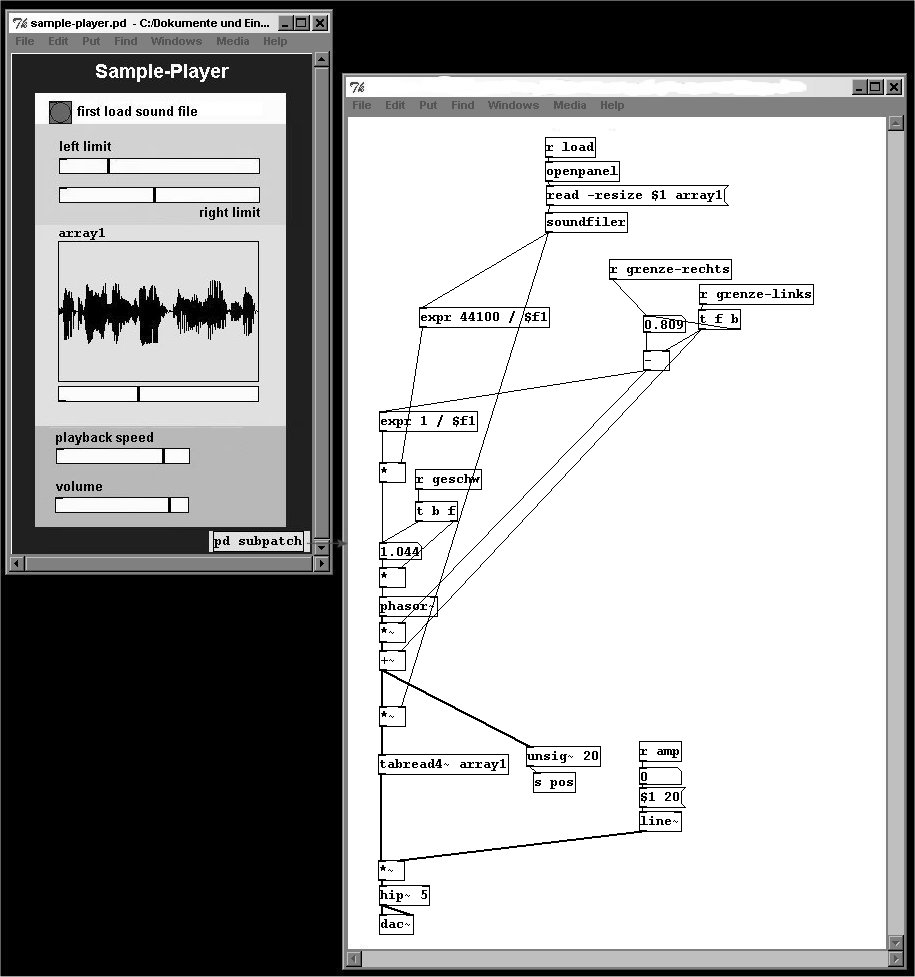 sample-player.pd - C:/Dokumente und Ein...
File Edit Put Find Windows Media Help
Sample-Player
first load sound file
left limit
right limit
array1
playback speed
volume
pd subpatch
File Edit Put Find Windows Media Help
r load
openpanel
read -resize $1 array1
soundfiler
r grenze-rechts
r grenze-links
expr 44100 / $f1
0.809
t f b
-
expr 1 / $f1
*
r geschw
t b f
1.044
*
phasor~
*~
+~
*~
unsig~ 20
tabread4~ array1
s pos
r amp
0
$1 20
line~
*~
hip~ 5
dac~